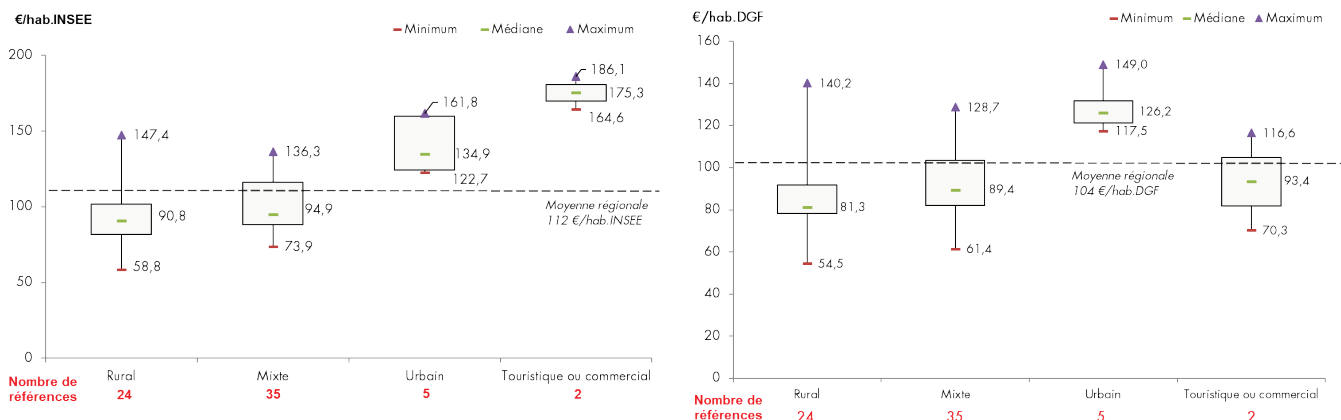 €/hab.INSEE
Minimum Médiane Maximum
200
150
100
50
0
147,4
90,8
58,8
136,3
94,9
73,9
161,8
134,9
122,7
186,1
175,3
164,6
Moyenne régionale
112 €/hab.INSEE
Rural Mixte Urbain Touristique ou commercial
Nombre de
références 24 35 5 2
€/hab.DGF
Minimum Médiane Maximum
160
140
120
100
80
60
40
20
0
140,2
81,3
54,5
128,7
89,4
61,4
149,0
126,2
117,5
116,6
93,4
70,3
Moyenne régionale
104 €/hab.DGF
Rural Mixte Urbain Touristique ou commercial
Nombre de
références 24 35 5 2